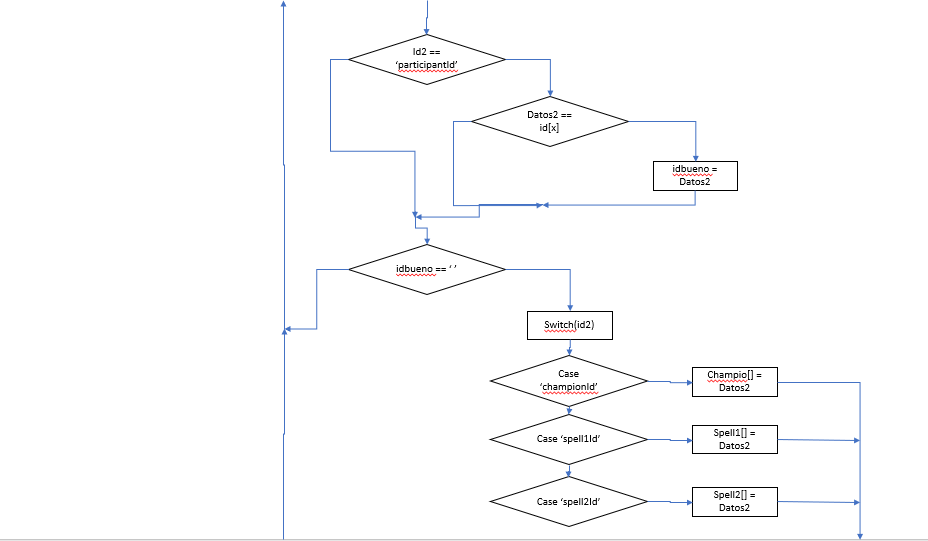 Id2 ==
‘participantId’
Datos2 ==
id[x]
idbueno =
Datos2
idbueno == ‘ ’
Switch(id2)
Case
‘championId’
Champio[] =
Datos2
Case ‘spell1Id’
Spell1[] =
Datos2
Case ‘spell2Id’
Spell2[] =
Datos2